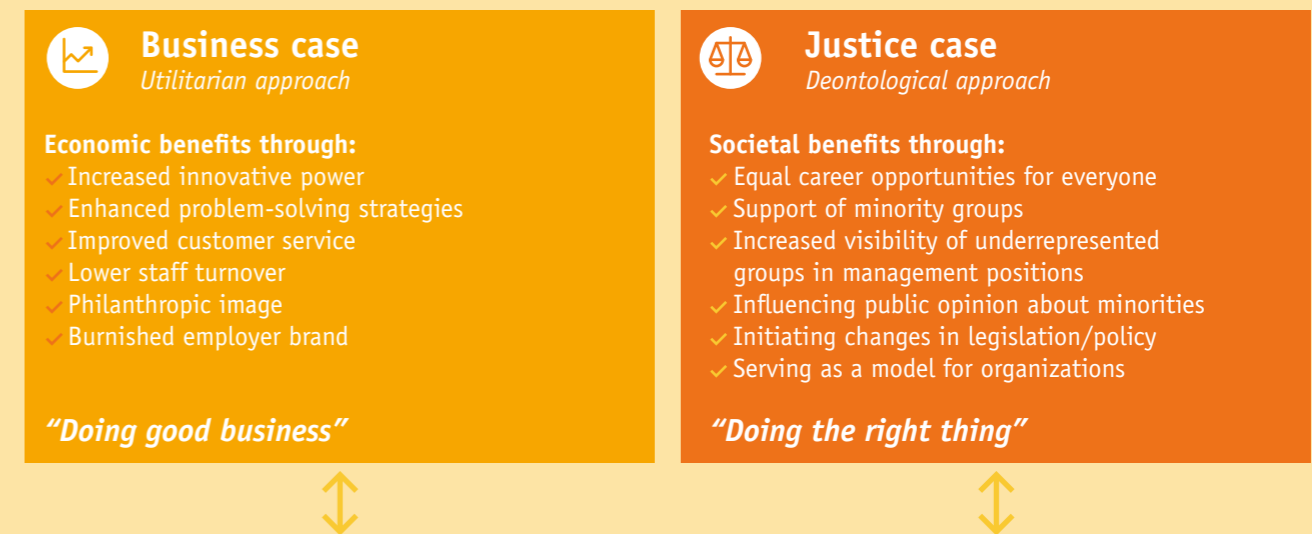 Business case
Utilitarian approach
Economic benefits through:
Increased innovative power
Enhanced problem-solving strategies
Improved customer service
Lower staff turnover
Philanthropic image
Burnished employer brand
“Doing good business”
Justice case
Deontological approach
Societal benefits through:
Equal career opportunities for everyone
Support of minority groups
Increased visibility of underrepresented
groups in management positions
Influencing public opinion about minorities
Initiating changes in legislation/policy
Serving as a model for organizations
“Doing the right thing”